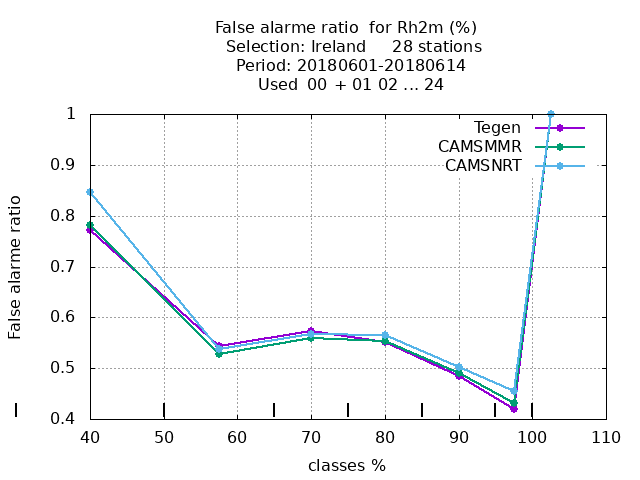 False alarme ratio  for Rh2m (%)
Selection: Ireland     28 stations
Period: 20180601-20180614
Used  00  + 01 02 ... 24
1
0.9
0.8
0.7
0.6
0.5
0.4
False alarme ratio
Tegen
CAMSMMR
CAMSNRT
40 50 60 70 80 90 100 110
classes %